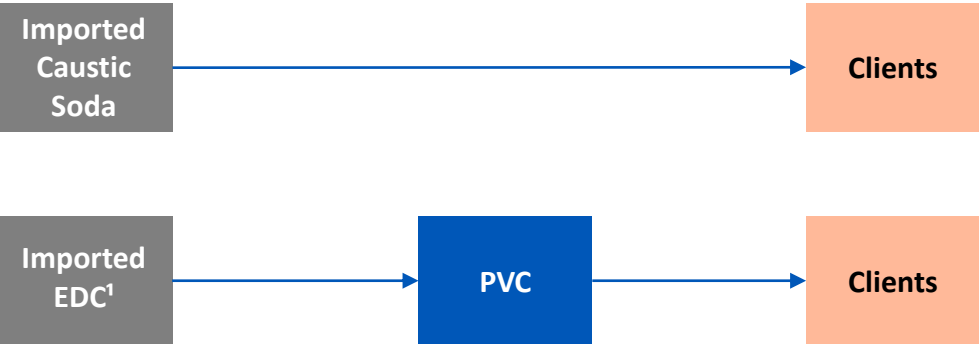 Imported
Caustic
Soda
Clients
Imported
EDC¹
PVC
Clients